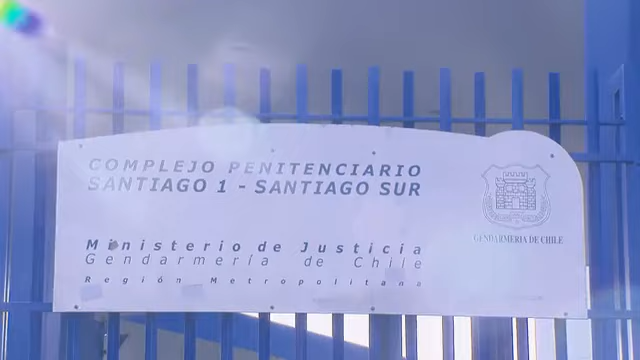 COMPLEJO PENITENCIARIO
SANTIAGO 1 - SANTIAGO SUR
Ministerio de Justicia
Gendarmería de Chile
Región Metropolitana
GENDARMERIA DE CHILE